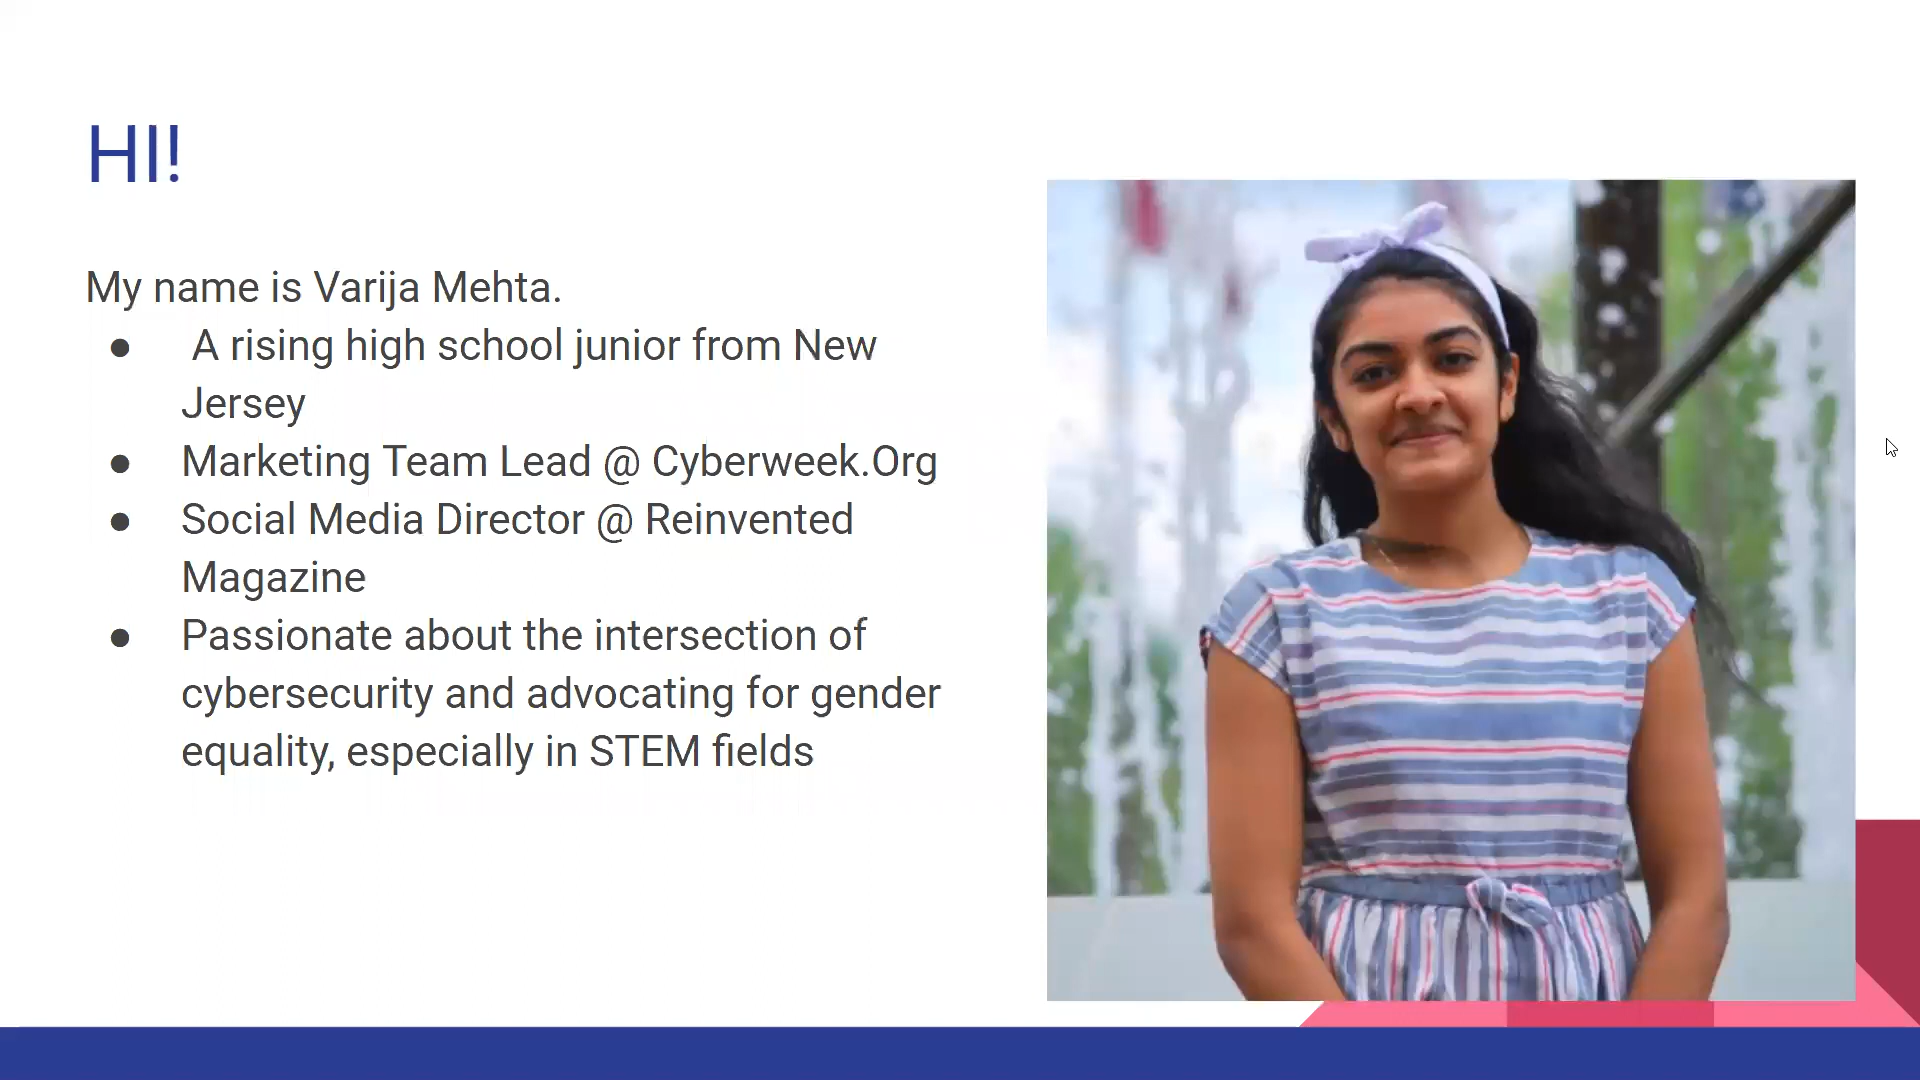 HI!
My name is Varija Mehta.
● A rising high school junior from New
Jersey
● Marketing Team Lead @ Cyberweek.Org
● Social Media Director @ Reinvented
Magazine
● Passionate about the intersection of
cybersecurity and advocating for gender
equality, especially in STEM fields